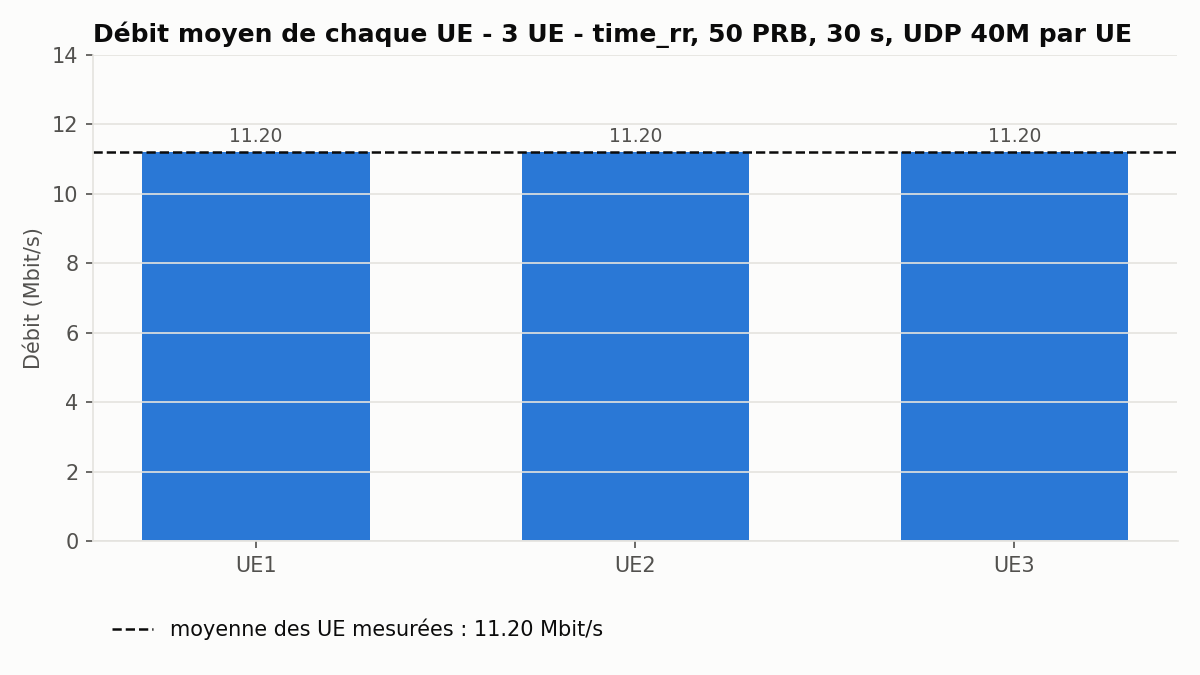 Débit moyen de chaque UE - 3 UE - time_rr, 50 PRB, 30 s, UDP 40M par UE
Débit (Mbit/s)
14
12
10
8
6
4
2
0
11.20
11.20
11.20
UE1
UE2
UE3
moyenne des UE mesurées : 11.20 Mbit/s